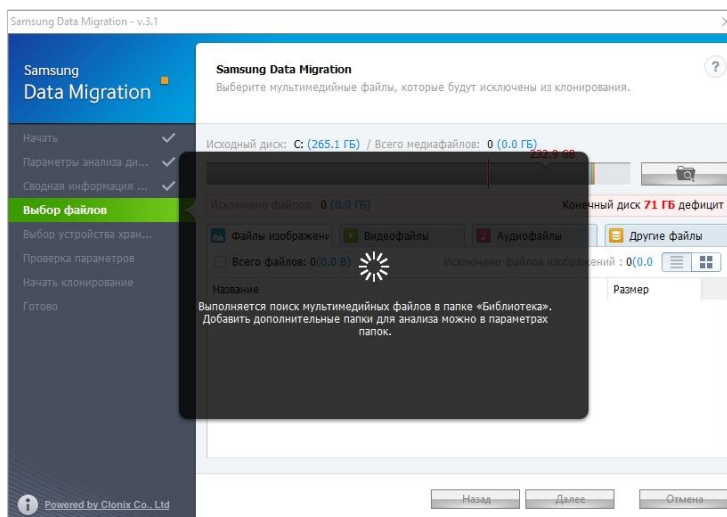 Samsung Data Migration - v.3.1
Samsung
Data Migration
Samsung Data Migration
Выберите мультимедийные файлы, которые будут исключены из клонирования.
?
Начать
Параметры анализа ди...
Сводная информация ...
Выбор файлов
Выбор устройства хран...
Проверка параметров
Начать клонирование
Готово
Исходный диск: C: (265.1 ГБ) / Всего медиафайлов: 0 (0.0 ГБ)
232.9 GB
Исключено файлов: 0 (0.0 ГБ)
Конечный диск 71 ГБ дефицит
Файлы изображени
Видеофайлы
Аудиофайлы
Другие файлы
Всего файлов: 0(0.0 B)
Исключено файлов изображений : 0(0.0
Название
Размер
Выполняется поиск мультимедийных файлов в папке «Библиотека».
Добавить дополнительные папки для анализа можно в параметрах
папок.
Powered by Clonix Co., Ltd
Назад
Далее
Отмена